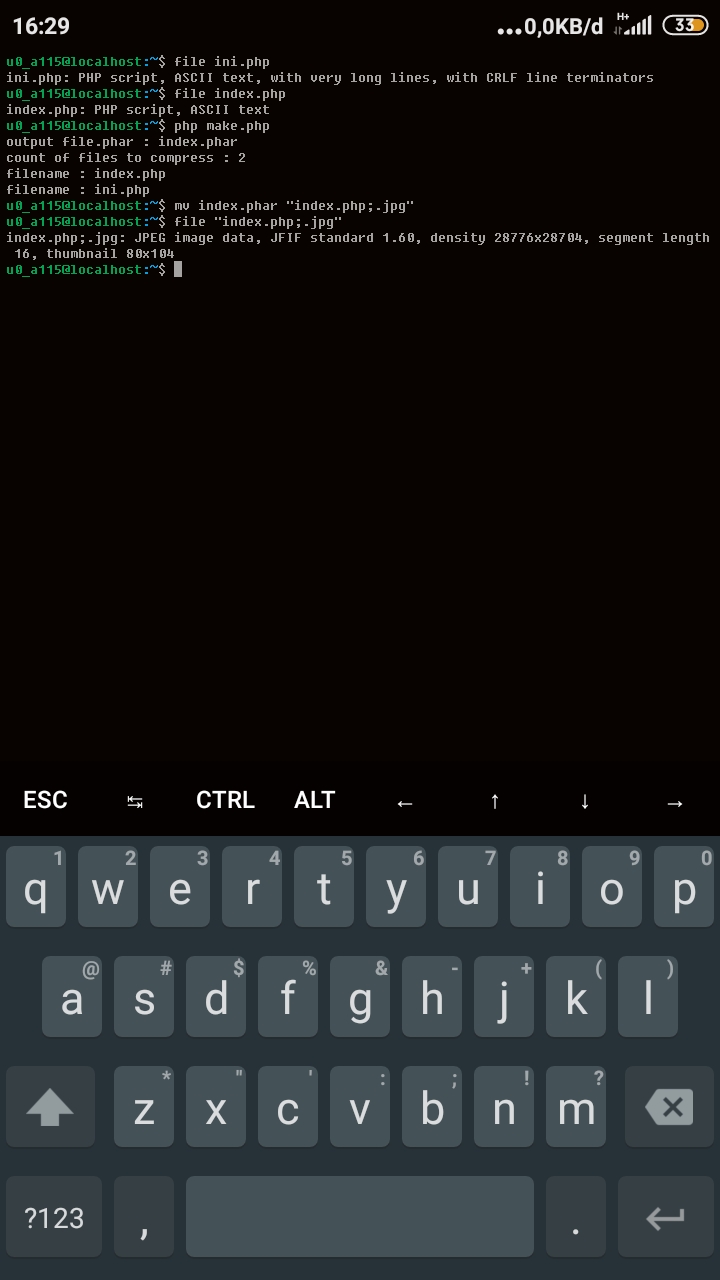 16:29 ...0,0KB/d H+ 33
u0_a115@localhost:~$ file ini.php
ini.php: PHP script, ASCII text, with very long lines, with CRLF line terminators
u0_a115@localhost:~$ file index.php
index.php: PHP script, ASCII text
u0_a115@localhost:~$ php make.php
output file.phar : index.phar
count of files to compress : 2
filename : index.php
filename : ini.php
u0_a115@localhost:~$ mv index.phar "index.php;.jpg"
u0_a115@localhost:~$ file "index.php;.jpg"
index.php;.jpg: JPEG image data, JFIF standard 1.60, density 28776x28704, segment length
16, thumbnail 80x104
u0_a115@localhost:~$
ESC ↹ CTRL ALT ← ↑ ↓ →
1 2 3 4 5 6 7 8 9 0
q w e r t y u i o p
@ # $ % & - + ( )
a s d f g h j k l
* " ' : ; ! ?
z x c v b n m
?123 , .